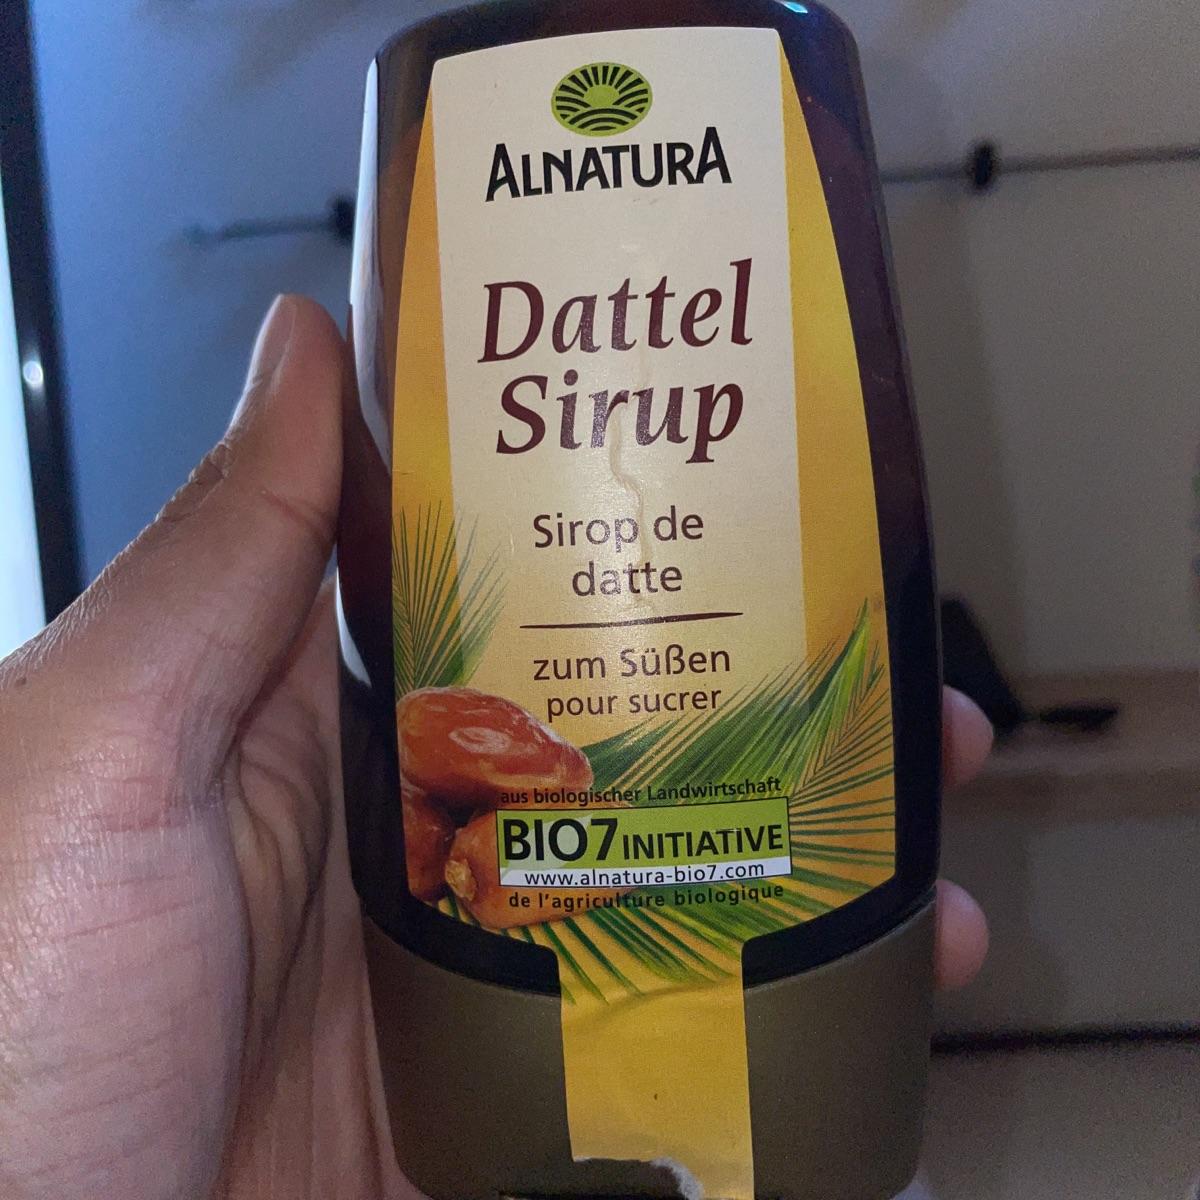 ALNATURA
Dattel
Sirup
Sirop de
datte
zum Süßen
pour sucrer
aus biologischer Landwirtschaft
BIO7 INITIATIVE
www.alnatura-bio7.com
de l'agriculture biologique